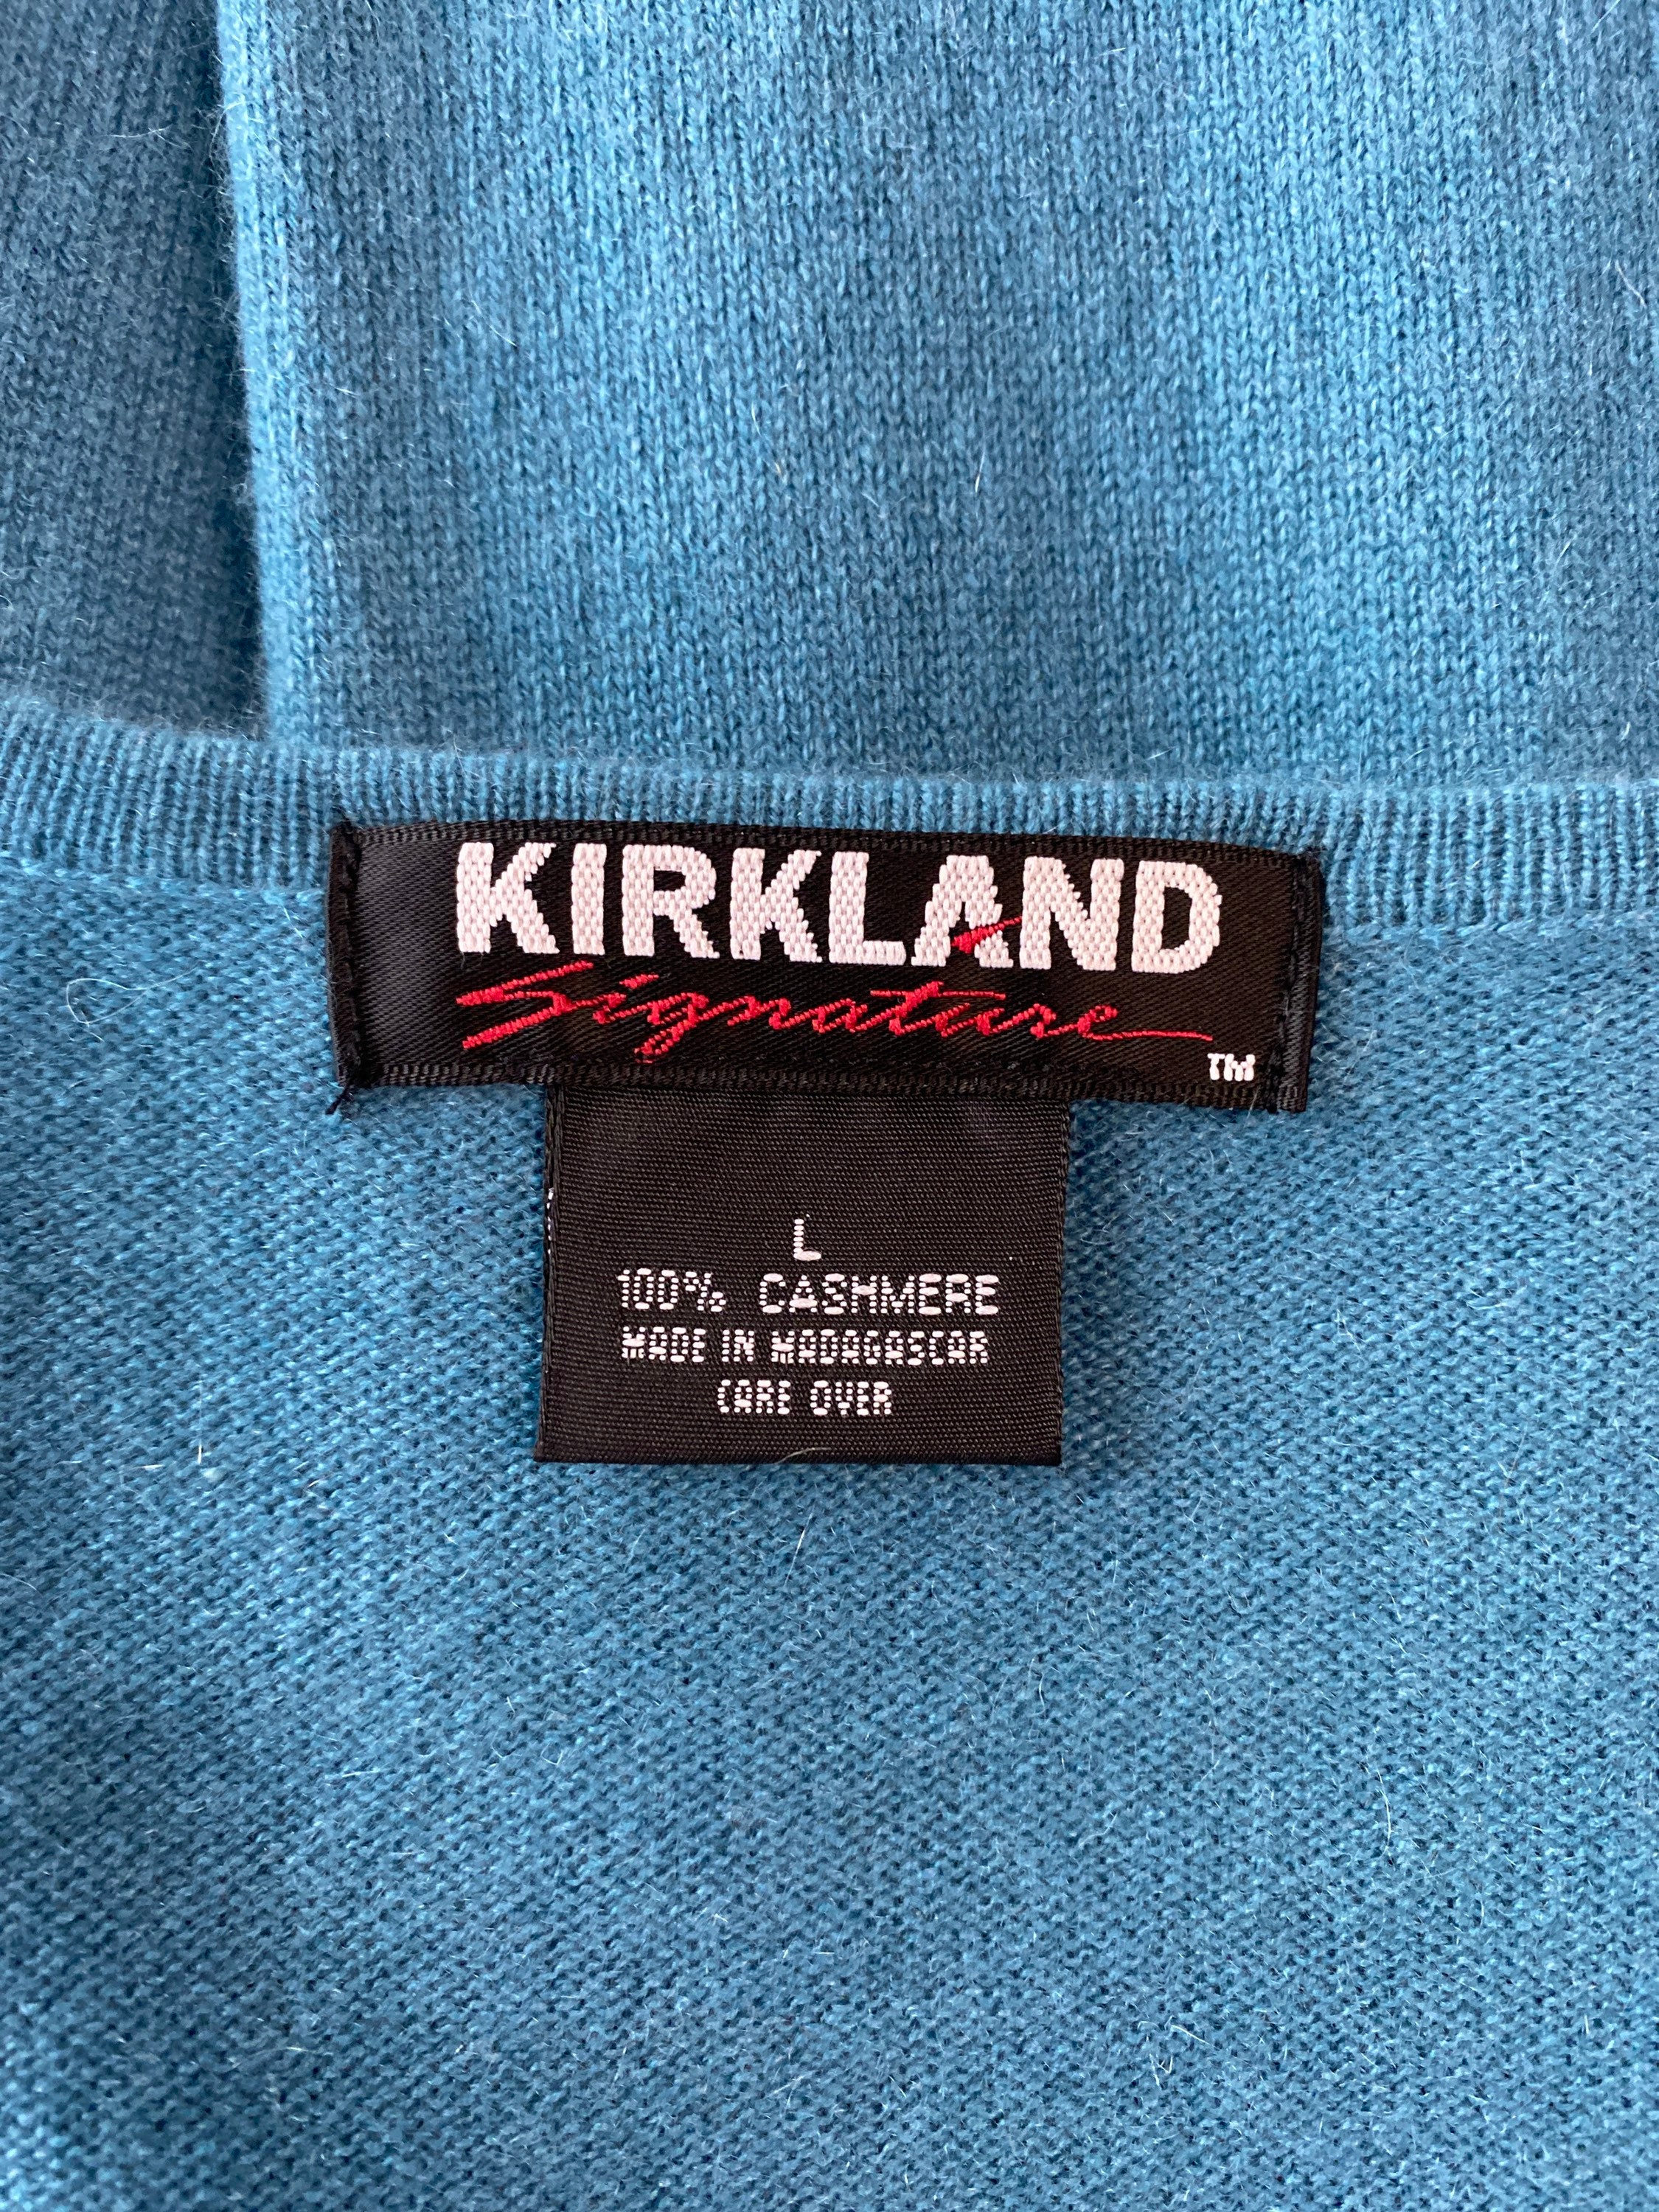 KIRKLAND
Signature
TM
L
100% CASHMERE
MADE IN MADAGASCAR
CARE OVER